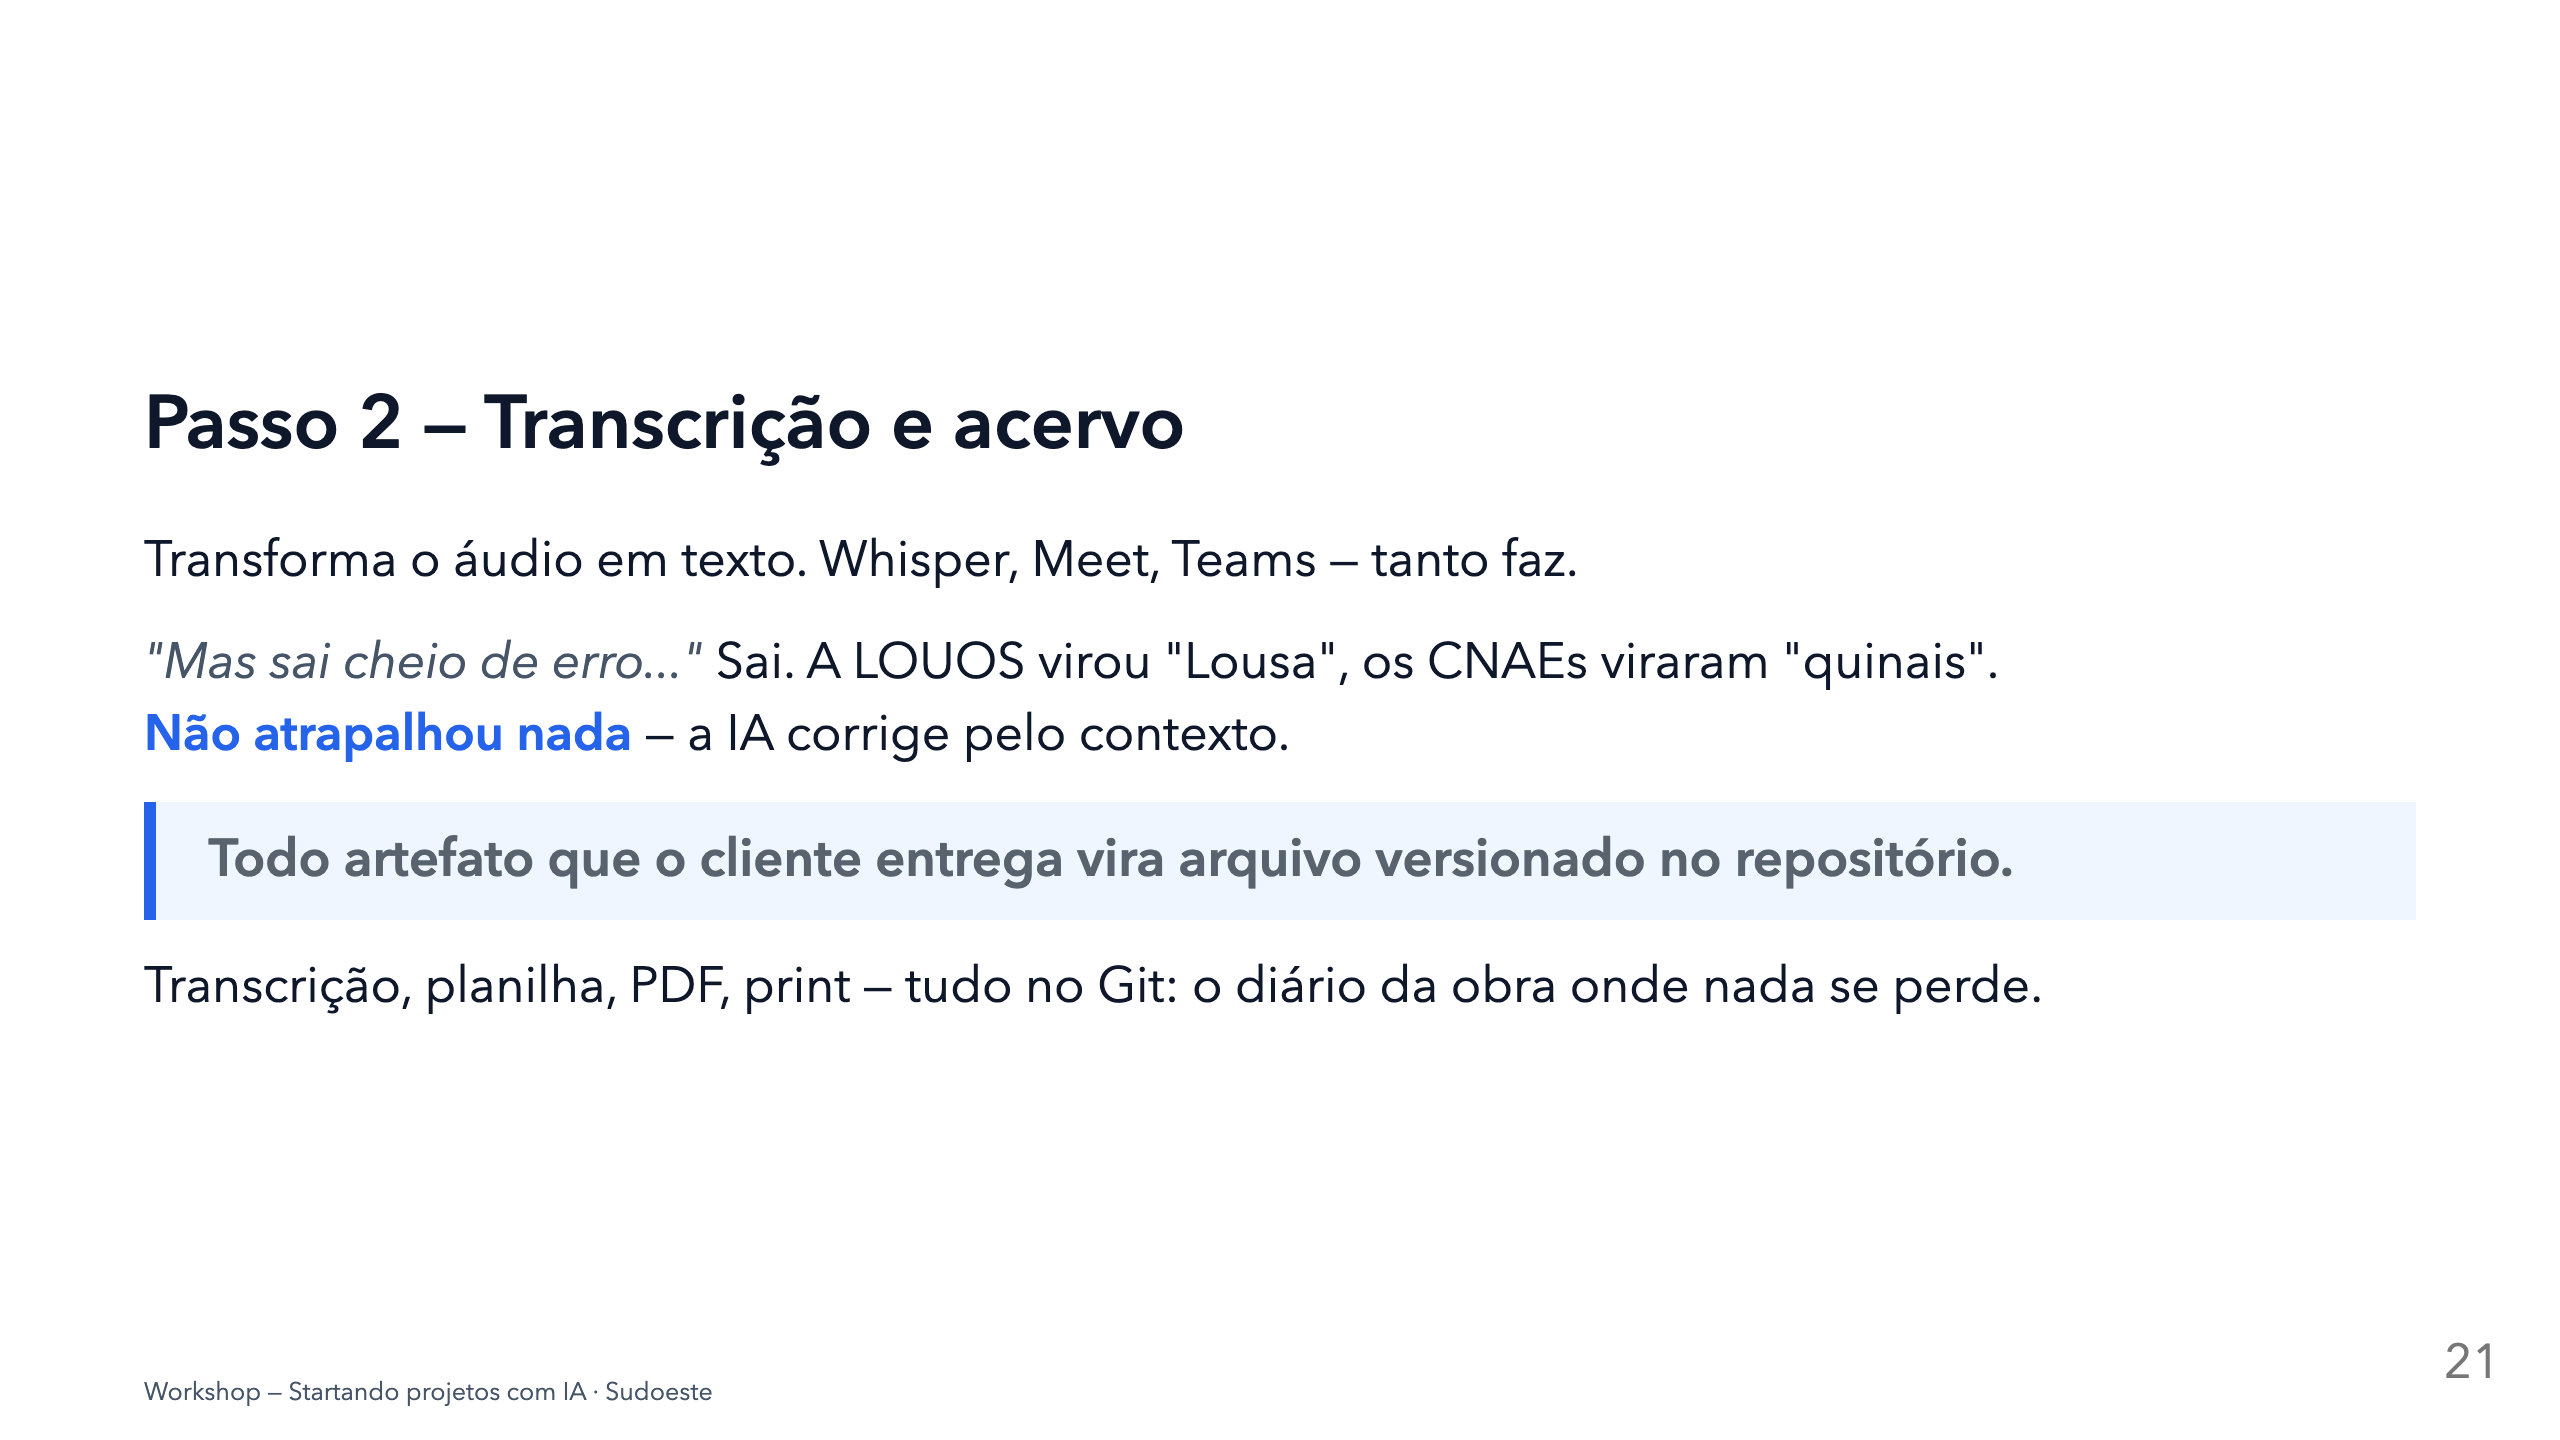 Passo 2 – Transcrição e acervo
Transforma o áudio em texto. Whisper, Meet, Teams – tanto faz.
"Mas sai cheio de erro..." Sai. A LOUOS virou "Lousa", os CNAEs viraram "quinais".
Não atrapalhou nada – a IA corrige pelo contexto.
Todo artefato que o cliente entrega vira arquivo versionado no repositório.
Transcrição, planilha, PDF, print – tudo no Git: o diário da obra onde nada se perde.
Workshop – Startando projetos com IA · Sudoeste
21